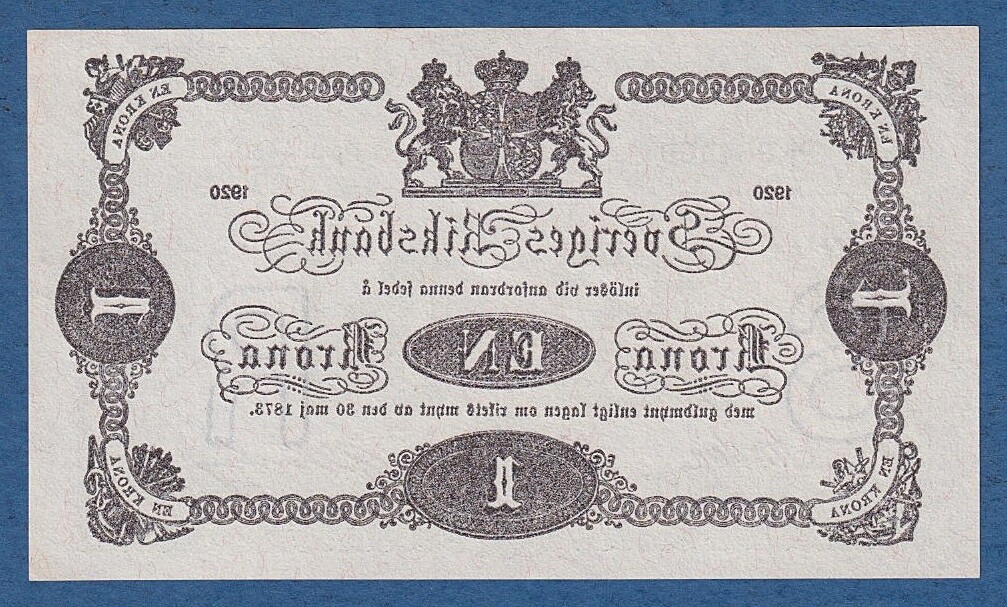 EN KRONA
EN KRONA
1920 1920
Sveriges Riksbank
inlöser vid anfordran denna sedel å
1
1
Krona EN Krona
med guldmynt enligt lagen om rikets mynt av den 30 maj 1873.
EN KRONA
1
EN KRONA